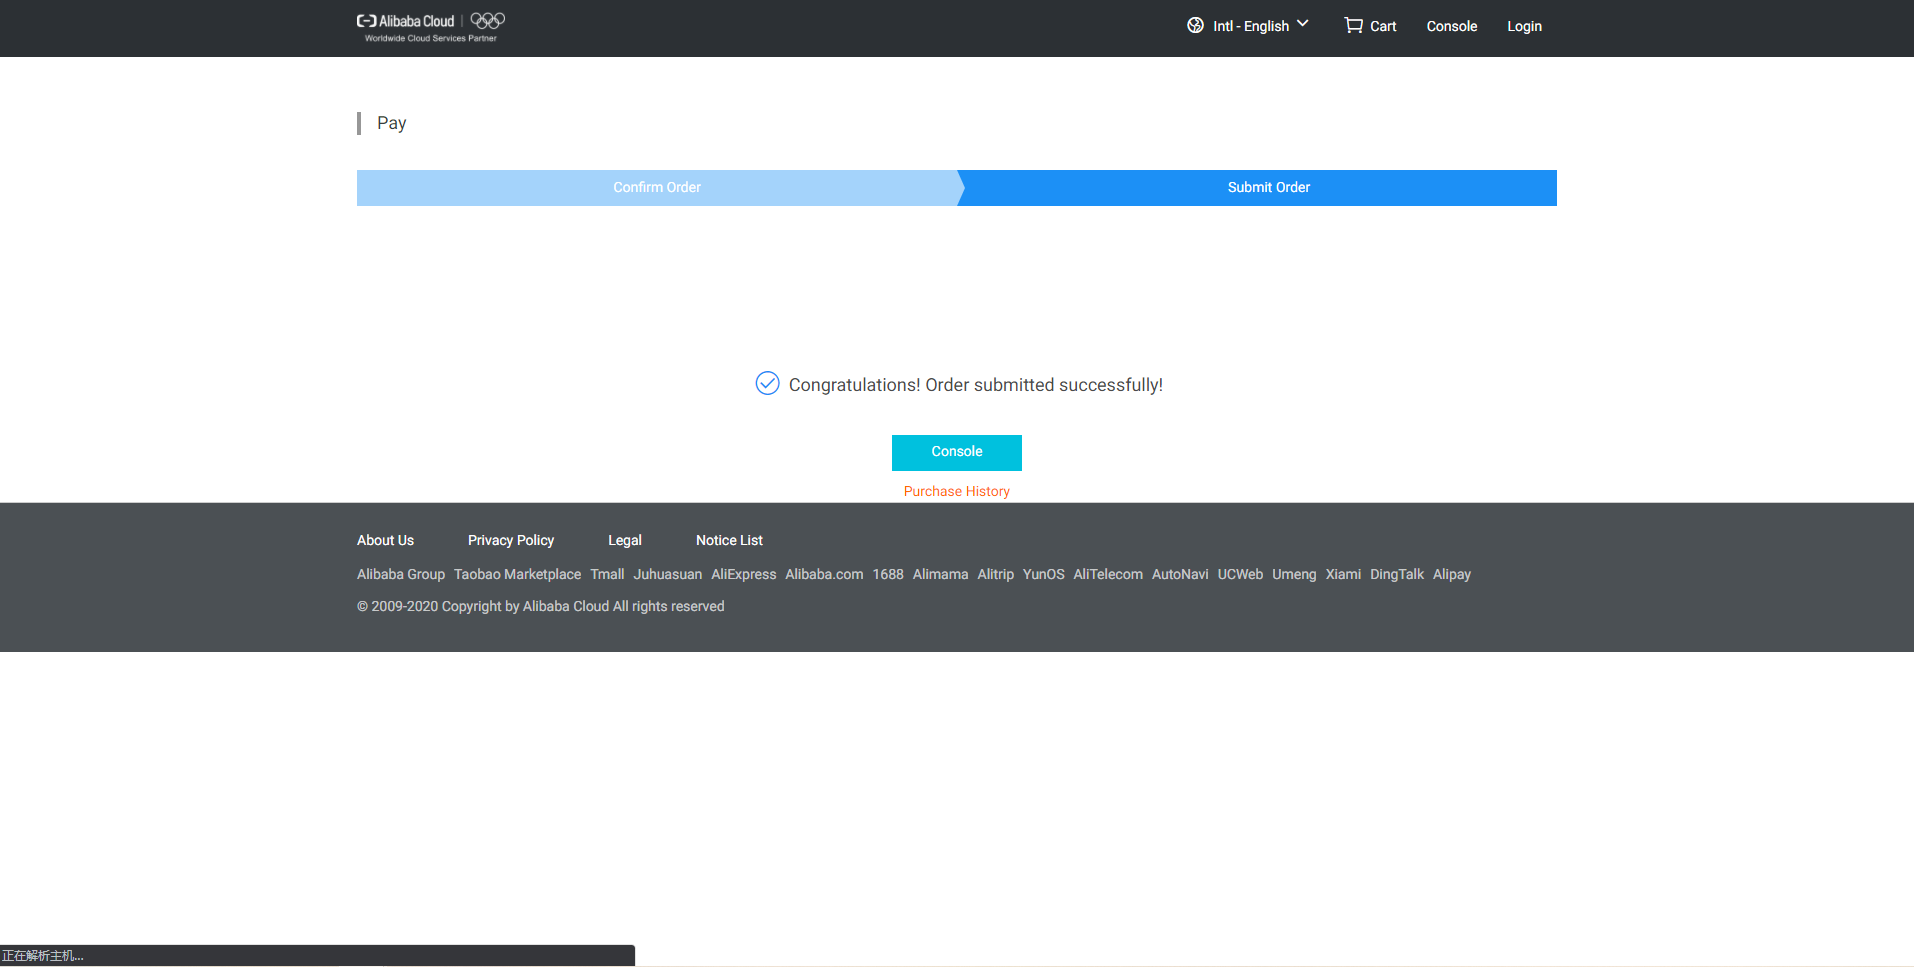 Alibaba Cloud
Worldwide Cloud Services Partner
Intl - English
Cart
Console
Login
Pay
Confirm Order
Submit Order
Congratulations! Order submitted successfully!
Console
Purchase History
About Us
Privacy Policy
Legal
Notice List
Alibaba Group Taobao Marketplace Tmall Juhuasuan AliExpress Alibaba.com 1688 Alimama Alitrip YunOS AliTelecom AutoNavi UCWeb Umeng Xiami DingTalk Alipay
© 2009-2020 Copyright by Alibaba Cloud All rights reserved
正在解析主机...